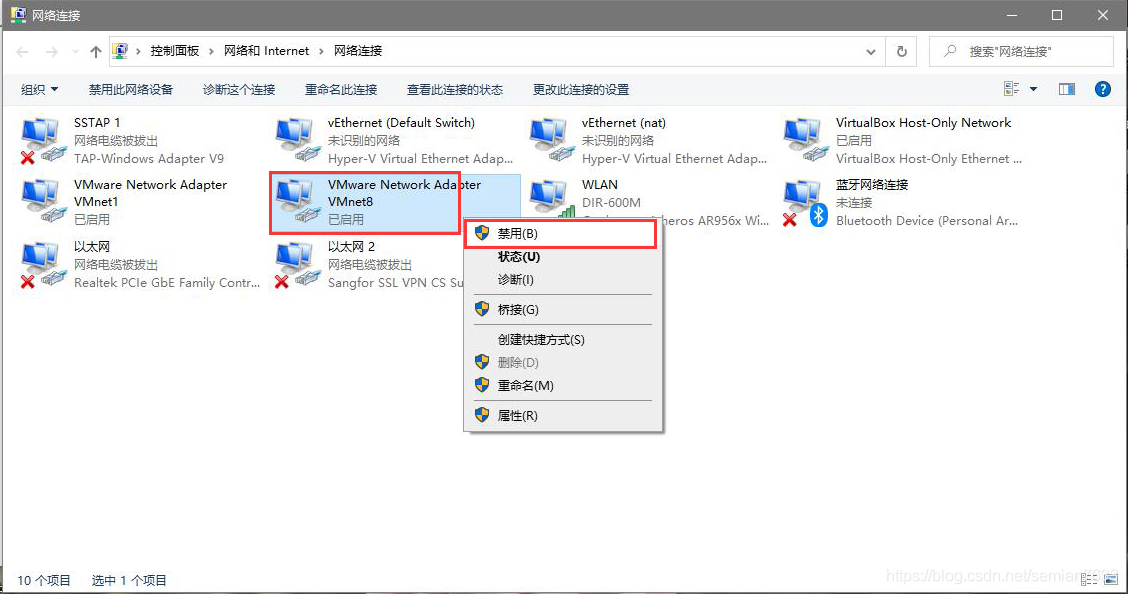 网络连接
控制面板 › 网络和 Internet › 网络连接
搜索"网络连接"
组织 禁用此网络设备 诊断这个连接 重命名此连接 查看此连接的状态 更改此连接的设置
SSTAP 1
网络电缆被拔出
TAP-Windows Adapter V9
vEthernet (Default Switch)
未识别的网络
Hyper-V Virtual Ethernet Adap...
vEthernet (nat)
未识别的网络
Hyper-V Virtual Ethernet Adap...
VirtualBox Host-Only Network
已启用
VirtualBox Host-Only Ethernet ...
VMware Network Adapter
VMnet1
已启用
VMware Network Adapter
VMnet8
已启用
WLAN
DIR-600M
AR956x Wi...
蓝牙网络连接
未连接
Bluetooth Device (Personal Ar...
以太网
网络电缆被拔出
Realtek PCIe GbE Family Contr...
以太网 2
网络电缆被拔出
Sangfor SSL VPN CS Su
禁用(B)
状态(U)
诊断(I)
桥接(G)
创建快捷方式(S)
删除(D)
重命名(M)
属性(R)
10 个项目 选中 1 个项目